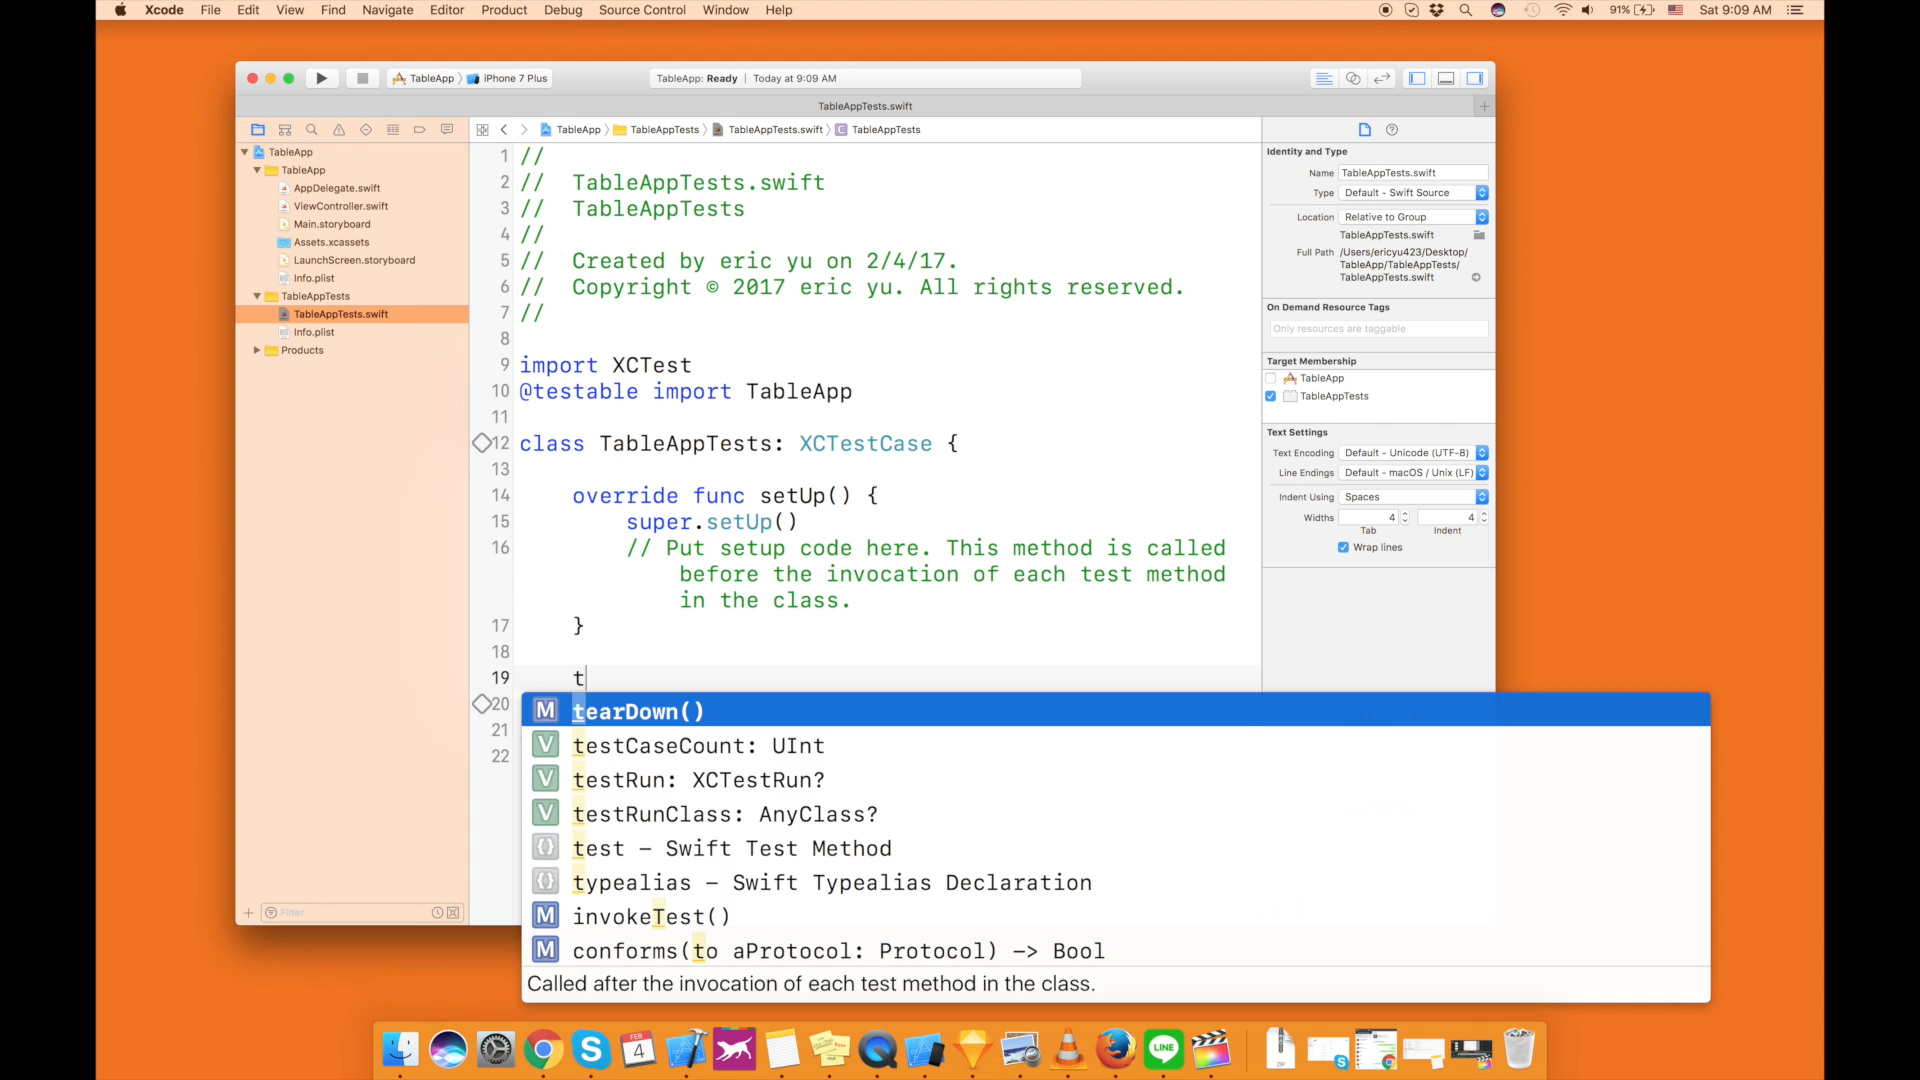 Xcode File Edit View Find Navigate Editor Product Debug Source Control Window Help
91% Sat 9:09 AM
TableApp iPhone 7 Plus
TableApp: Ready | Today at 9:09 AM
TableAppTests.swift
TableApp TableAppTests TableAppTests.swift C TableAppTests
TableApp
TableApp
AppDelegate.swift
ViewController.swift
Main.storyboard
Assets.xcassets
LaunchScreen.storyboard
Info.plist
TableAppTests
TableAppTests.swift
Info.plist
Products
Filter
1 //
2 // TableAppTests.swift
3 // TableAppTests
4 //
5 // Created by eric yu on 2/4/17.
6 // Copyright © 2017 eric yu. All rights reserved.
7 //
8
9 import XCTest
10 @testable import TableApp
11
12 class TableAppTests: XCTestCase {
13
14 override func setUp() {
15 super.setUp()
16 // Put setup code here. This method is called
before the invocation of each test method
in the class.
17 }
18
19 t
20
21
22
M tearDown()
V testCaseCount: UInt
V testRun: XCTestRun?
V testRunClass: AnyClass?
{} test – Swift Test Method
{} typealias – Swift Typealias Declaration
M invokeTest()
M conforms(to aProtocol: Protocol) –> Bool
Called after the invocation of each test method in the class.
Identity and Type
Name TableAppTests.swift
Type Default - Swift Source
Location Relative to Group
TableAppTests.swift
Full Path /Users/ericyu423/Desktop/
TableApp/TableAppTests/
TableAppTests.swift
On Demand Resource Tags
Only resources are taggable
Target Membership
TableApp
TableAppTests
Text Settings
Text Encoding Default - Unicode (UTF-8)
Line Endings Default - macOS / Unix (LF)
Indent Using Spaces
Widths 4 4
Tab Indent
Wrap lines
FEB
4
LINE
ZIP